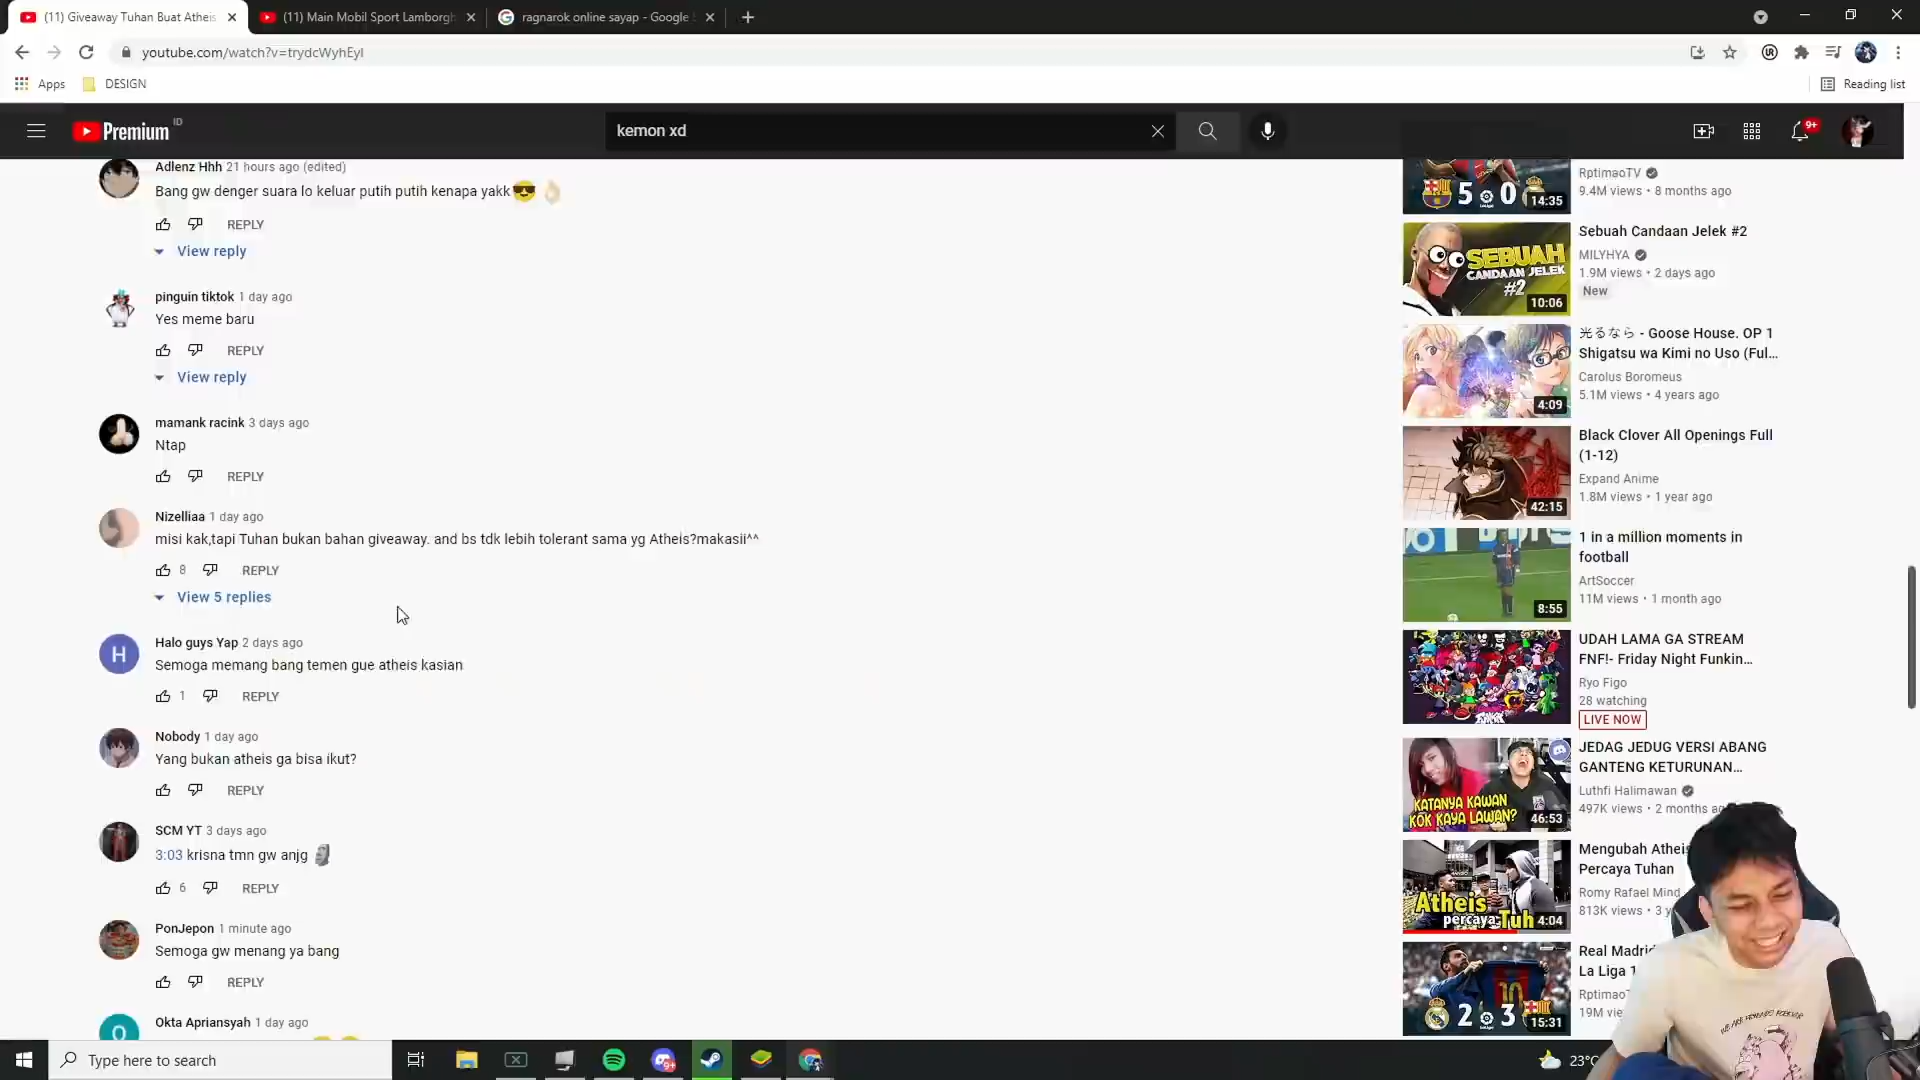 (11) Giveaway Tuhan Buat Atheis
(11) Main Mobil Sport Lamborgh
ragnarok online sayap - Google S
youtube.com/watch?v=trydcWyhEyI
Apps
DESIGN
Reading list
Premium ID
kemon xd
9+
Adlenz Hhh 21 hours ago (edited)
Bang gw denger suara lo keluar putih putih kenapa yakk😎👌🏻
REPLY
View reply
pinguin tiktok 1 day ago
Yes meme baru
REPLY
View reply
mamank racink 3 days ago
Ntap
REPLY
Nizelliaa 1 day ago
misi kak,tapi Tuhan bukan bahan giveaway. and bs tdk lebih tolerant sama yg Atheis?makasii^^
8 REPLY
View 5 replies
H
Halo guys Yap 2 days ago
Semoga memang bang temen gue atheis kasian
1 REPLY
Nobody 1 day ago
Yang bukan atheis ga bisa ikut?
REPLY
SCM YT 3 days ago
3:03 krisna tmn gw anjg 🗿
6 REPLY
PonJepon 1 minute ago
Semoga gw menang ya bang
REPLY
O
Okta Apriansyah 1 day ago
5 0
14:35
RptimaoTV
9.4M views • 8 months ago
SEBUAH
CANDAAN JELEK
#2
10:06
Sebuah Candaan Jelek #2
MILYHYA
1.9M views • 2 days ago
New
4:09
光るなら - Goose House. OP 1
Shigatsu wa Kimi no Uso (Ful...
Carolus Boromeus
5.1M views • 4 years ago
42:15
Black Clover All Openings Full
(1-12)
Expand Anime
1.8M views • 1 year ago
8:55
1 in a million moments in
football
ArtSoccer
11M views • 1 month ago
UDAH LAMA GA STREAM
FNF!- Friday Night Funkin...
Ryo Figo
28 watching
LIVE NOW
KATANYA KAWAN
KOK KAYA LAWAN?
46:53
JEDAG JEDUG VERSI ABANG
GANTENG KETURUNAN...
Luthfi Halimawan
497K views • 2 months ag
Atheis
percaya Tuh
4:04
Mengubah Atheis
Percaya Tuhan
Romy Rafael Mind
813K views • 3 y
2 3
15:31
Real Madri
La Liga 1
Rptimao
19M vie
Type here to search
9+
23°C